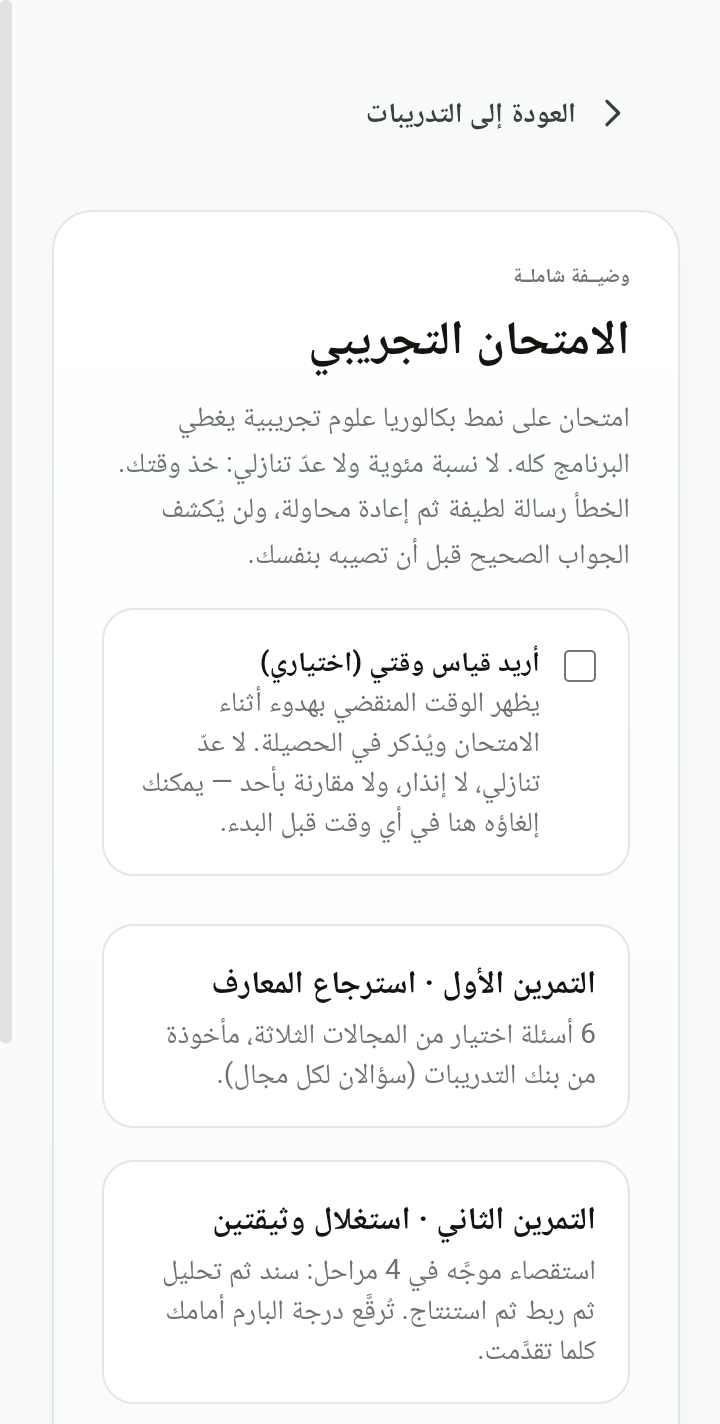 العودة إلى التدريبات
وضيـفة شاملـة
الامتحان التجريبي
امتحان على نمط بكالوريا علوم تجريبية يغطي
البرنامج كله. لا نسبة مئوية ولا عدّ تنازلي: خذ وقتك.
الخطأ رسالة لطيفة ثم إعادة محاولة، ولن يُكشف
الجواب الصحيح قبل أن تصيبه بنفسك.
أريد قياس وقتي (اختياري)
يظهر الوقت المنقضي بهدوء أثناء
الامتحان ويُذكر في الحصيلة. لا عدّ
تنازلي، لا إنذار، ولا مقارنة بأحد — يمكنك
إلغاؤه هنا في أي وقت قبل البدء.
التمرين الأول · استرجاع المعارف
6 أسئلة اختيار من المجالات الثلاثة، مأخوذة
من بنك التدريبات (سؤالان لكل مجال).
التمرين الثاني · استغلال وثيقتين
استقصاء موجَّه في 4 مراحل: سند ثم تحليل
ثم ربط ثم استنتاج. تُرقَّع درجة البارم أمامك
كلما تقدَّمت.